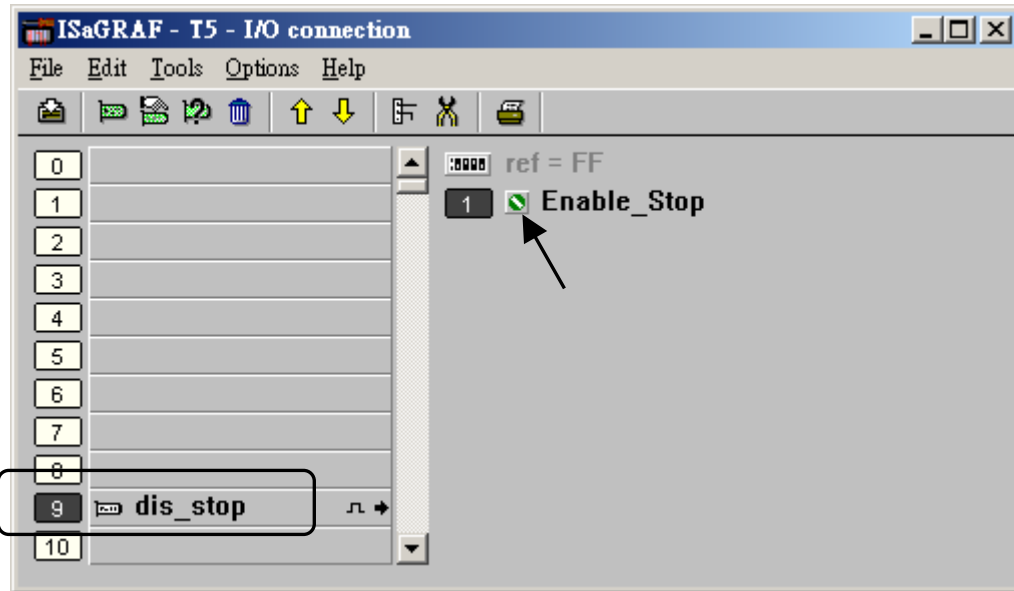 ISaGRAF - T5 - I/O connection
File Edit Tools Options Help
0
1
2
3
4
5
6
7
8
9 dis_stop
10
ref = FF
1 Enable_Stop